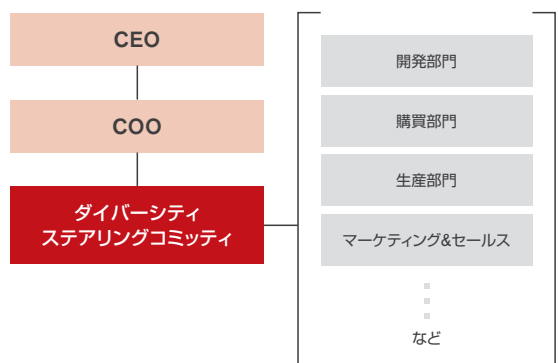 CEO
COO
ダイバーシティ
ステアリングコミッティ
開発部門
購買部門
生産部門
マーケティング&セールス
など